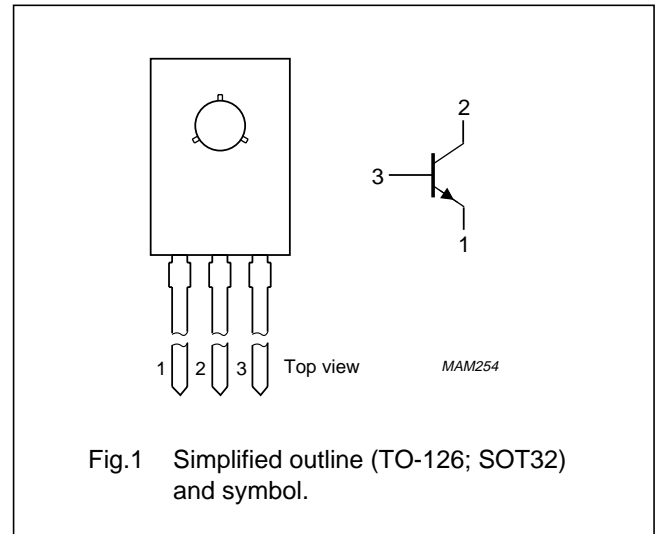 2
3
1
1 2 3 Top view MAM254
Fig.1 Simplified outline (TO-126; SOT32)
and symbol.